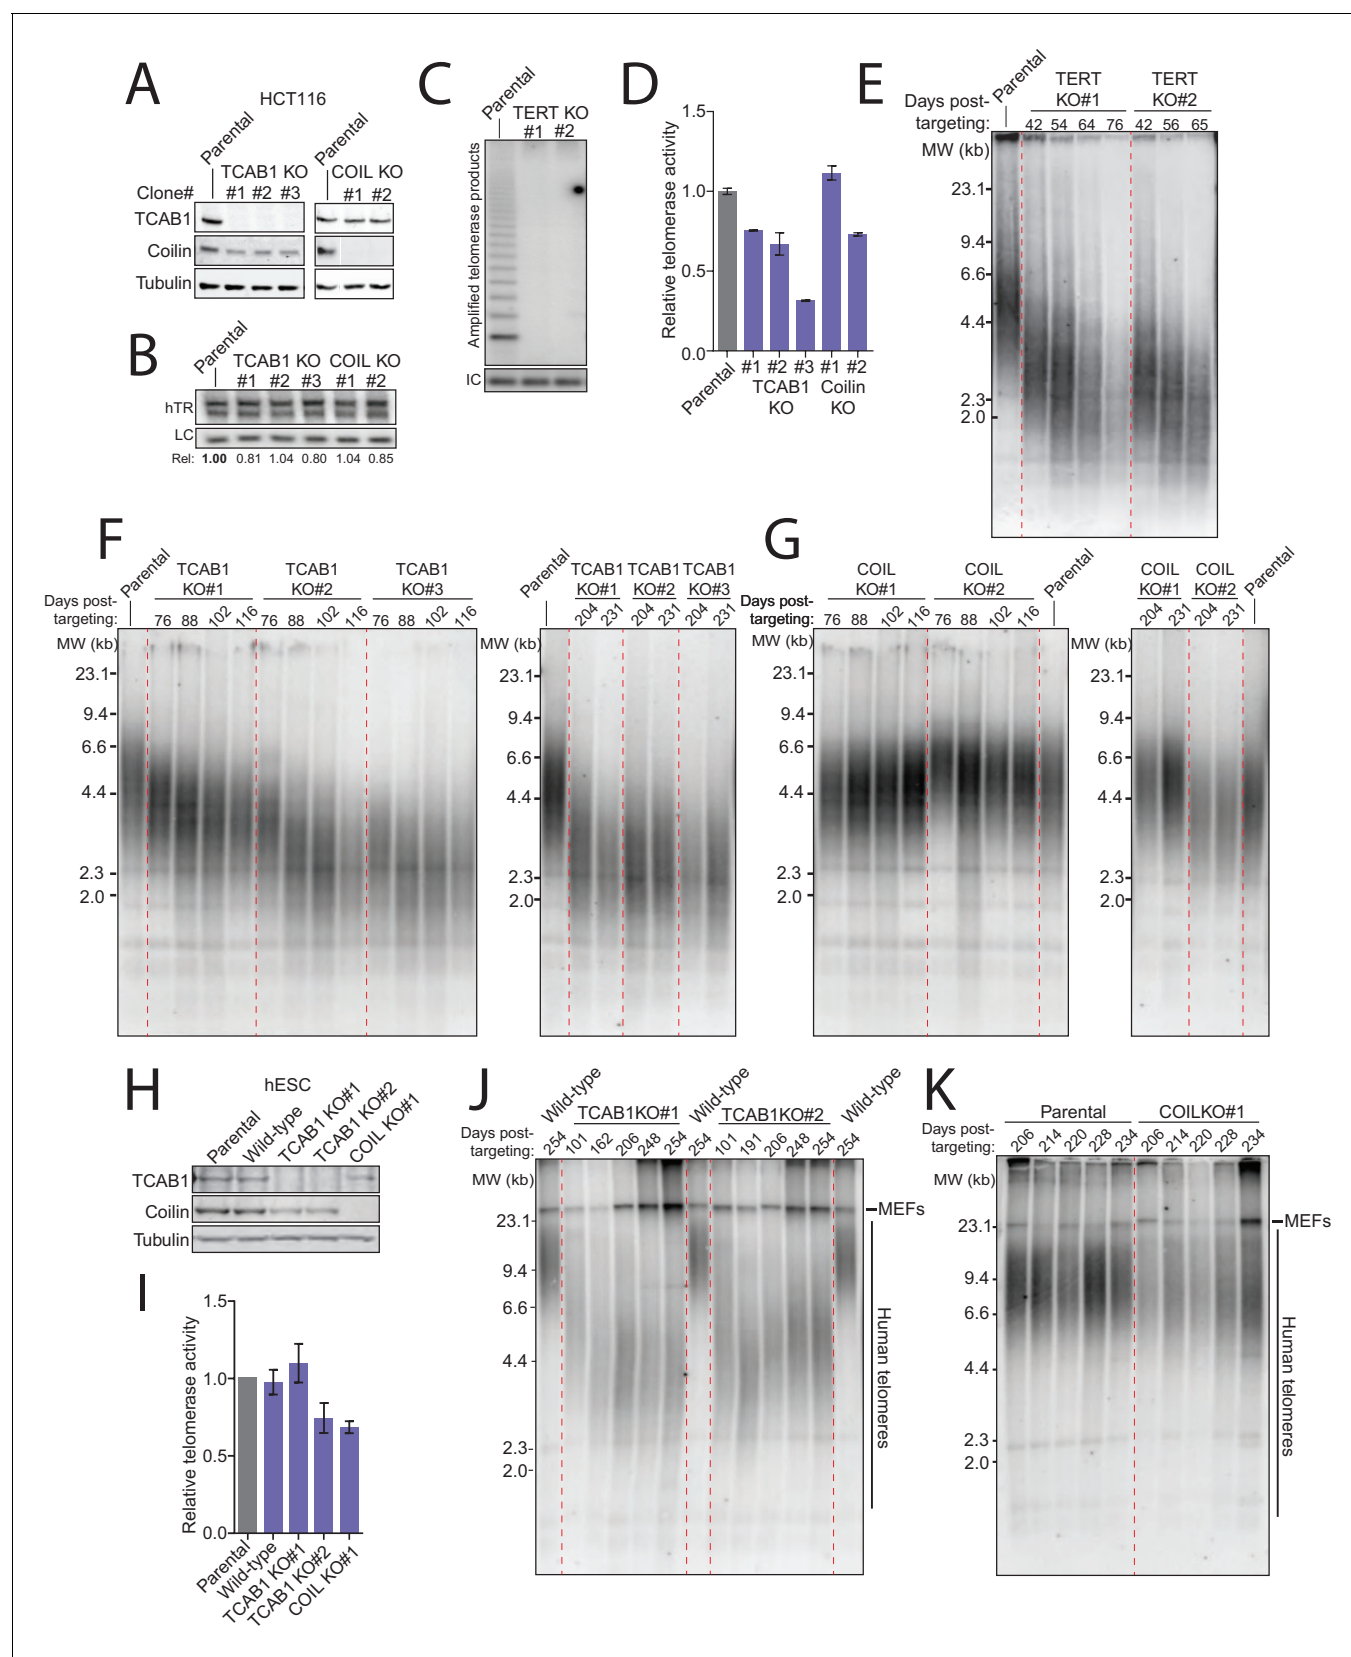 A
HCT116
Parental
Parental
TCAB1 KO
COIL KO
Clone#
#1 #2 #3
#1 #2
TCAB1
Coilin
Tubulin
B
Parental
TCAB1 KO
COIL KO
#1 #2 #3 #1 #2
hTR
LC
Rel: 1.00 0.81 1.04 0.80 1.04 0.85
C
Parental
TERT KO
#1 #2
Amplified telomerase products
IC
D
Relative telomerase activity
1.5
1.0
0.5
0.0
Parental
#1 #2 #3 #1 #2
TCAB1 KO
Coilin KO
E
Parental
TERT KO#1
TERT KO#2
Days post-targeting:
42 54 64 76 42 56 65
MW (kb)
23.1
9.4
6.6
4.4
2.3
2.0
F
Parental
TCAB1 KO#1
TCAB1 KO#2
TCAB1 KO#3
Days post-targeting:
76 88 102 116 76 88 102 116 76 88 102 116
MW (kb)
23.1
9.4
6.6
4.4
2.3
2.0
Parental
TCAB1 KO#1
TCAB1 KO#2
TCAB1 KO#3
204 231 204 231 204 231
MW (kb)
23.1
9.4
6.6
4.4
2.3
2.0
G
COIL KO#1
COIL KO#2
Parental
Days post-targeting:
76 88 102 116 76 88 102 116
MW (kb)
23.1
9.4
6.6
4.4
2.3
2.0
COIL KO#1
COIL KO#2
Parental
204 231 204 231
23.1
9.4
6.6
4.4
2.3
2.0
H
hESC
Parental
Wild-type
TCAB1 KO#1
TCAB1 KO#2
COIL KO#1
TCAB1
Coilin
Tubulin
I
Relative telomerase activity
1.5
1.0
0.5
0.0
Parental
Wild-type
TCAB1 KO#1
TCAB1 KO#2
COIL KO#1
J
Wild-type
TCAB1KO#1
Wild-type
TCAB1KO#2
Wild-type
Days post-targeting:
254 101 162 206 248 254 254 101 191 206 248 254 254
MW (kb)
23.1
9.4
6.6
4.4
2.3
2.0
MEFs
Human telomeres
K
Parental
COILKO#1
Days post-targeting:
206 214 220 228 234 206 214 220 228 234
MW (kb)
23.1
9.4
6.6
4.4
2.3
2.0
MEFs
Human telomeres